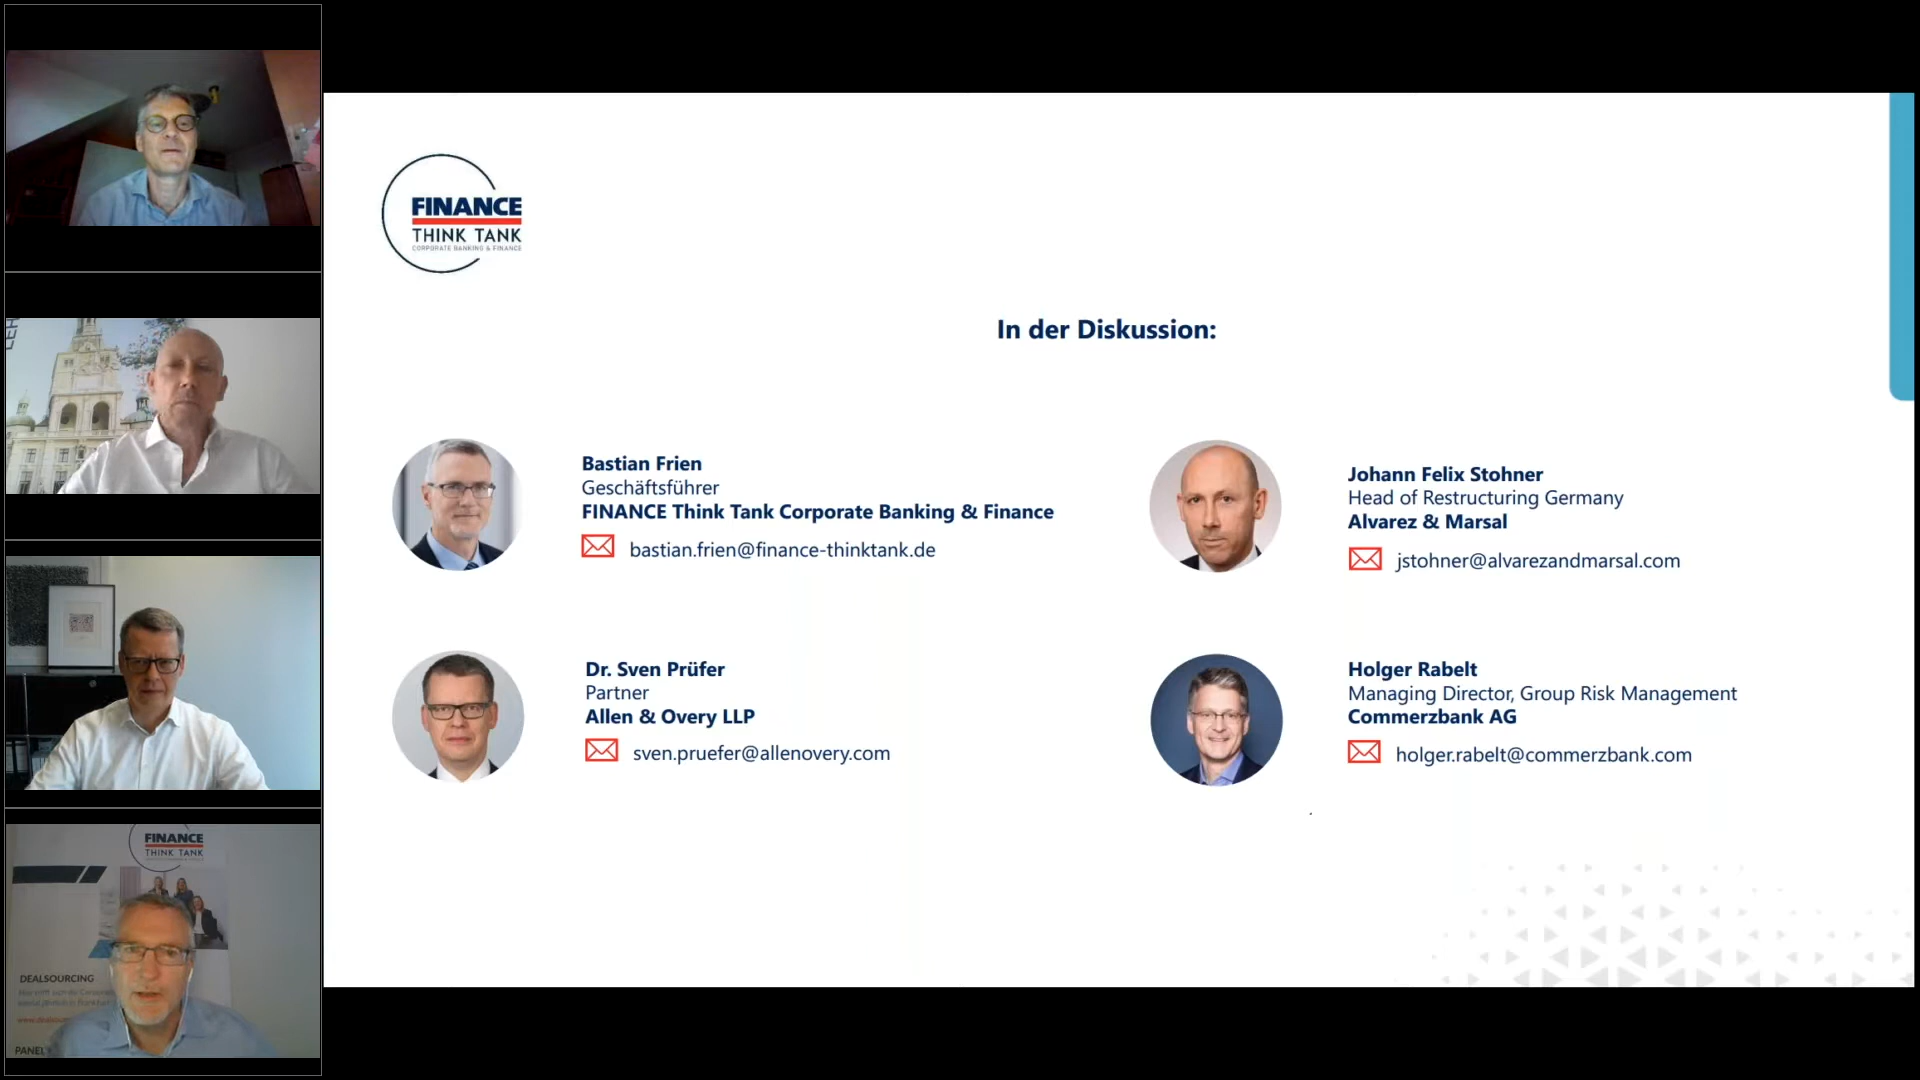 FINANCE
THINK TANK
CORPORATE BANKING & FINANCE
In der Diskussion:
Bastian Frien
Geschäftsführer
FINANCE Think Tank Corporate Banking & Finance
bastian.frien@finance-thinktank.de
Johann Felix Stohner
Head of Restructuring Germany
Alvarez & Marsal
jstohner@alvarezandmarsal.com
Dr. Sven Prüfer
Partner
Allen & Overy LLP
sven.pruefer@allenovery.com
Holger Rabelt
Managing Director, Group Risk Management
Commerzbank AG
holger.rabelt@commerzbank.com
FINANCE
THINK TANK
DEALSOURCING
PANEL